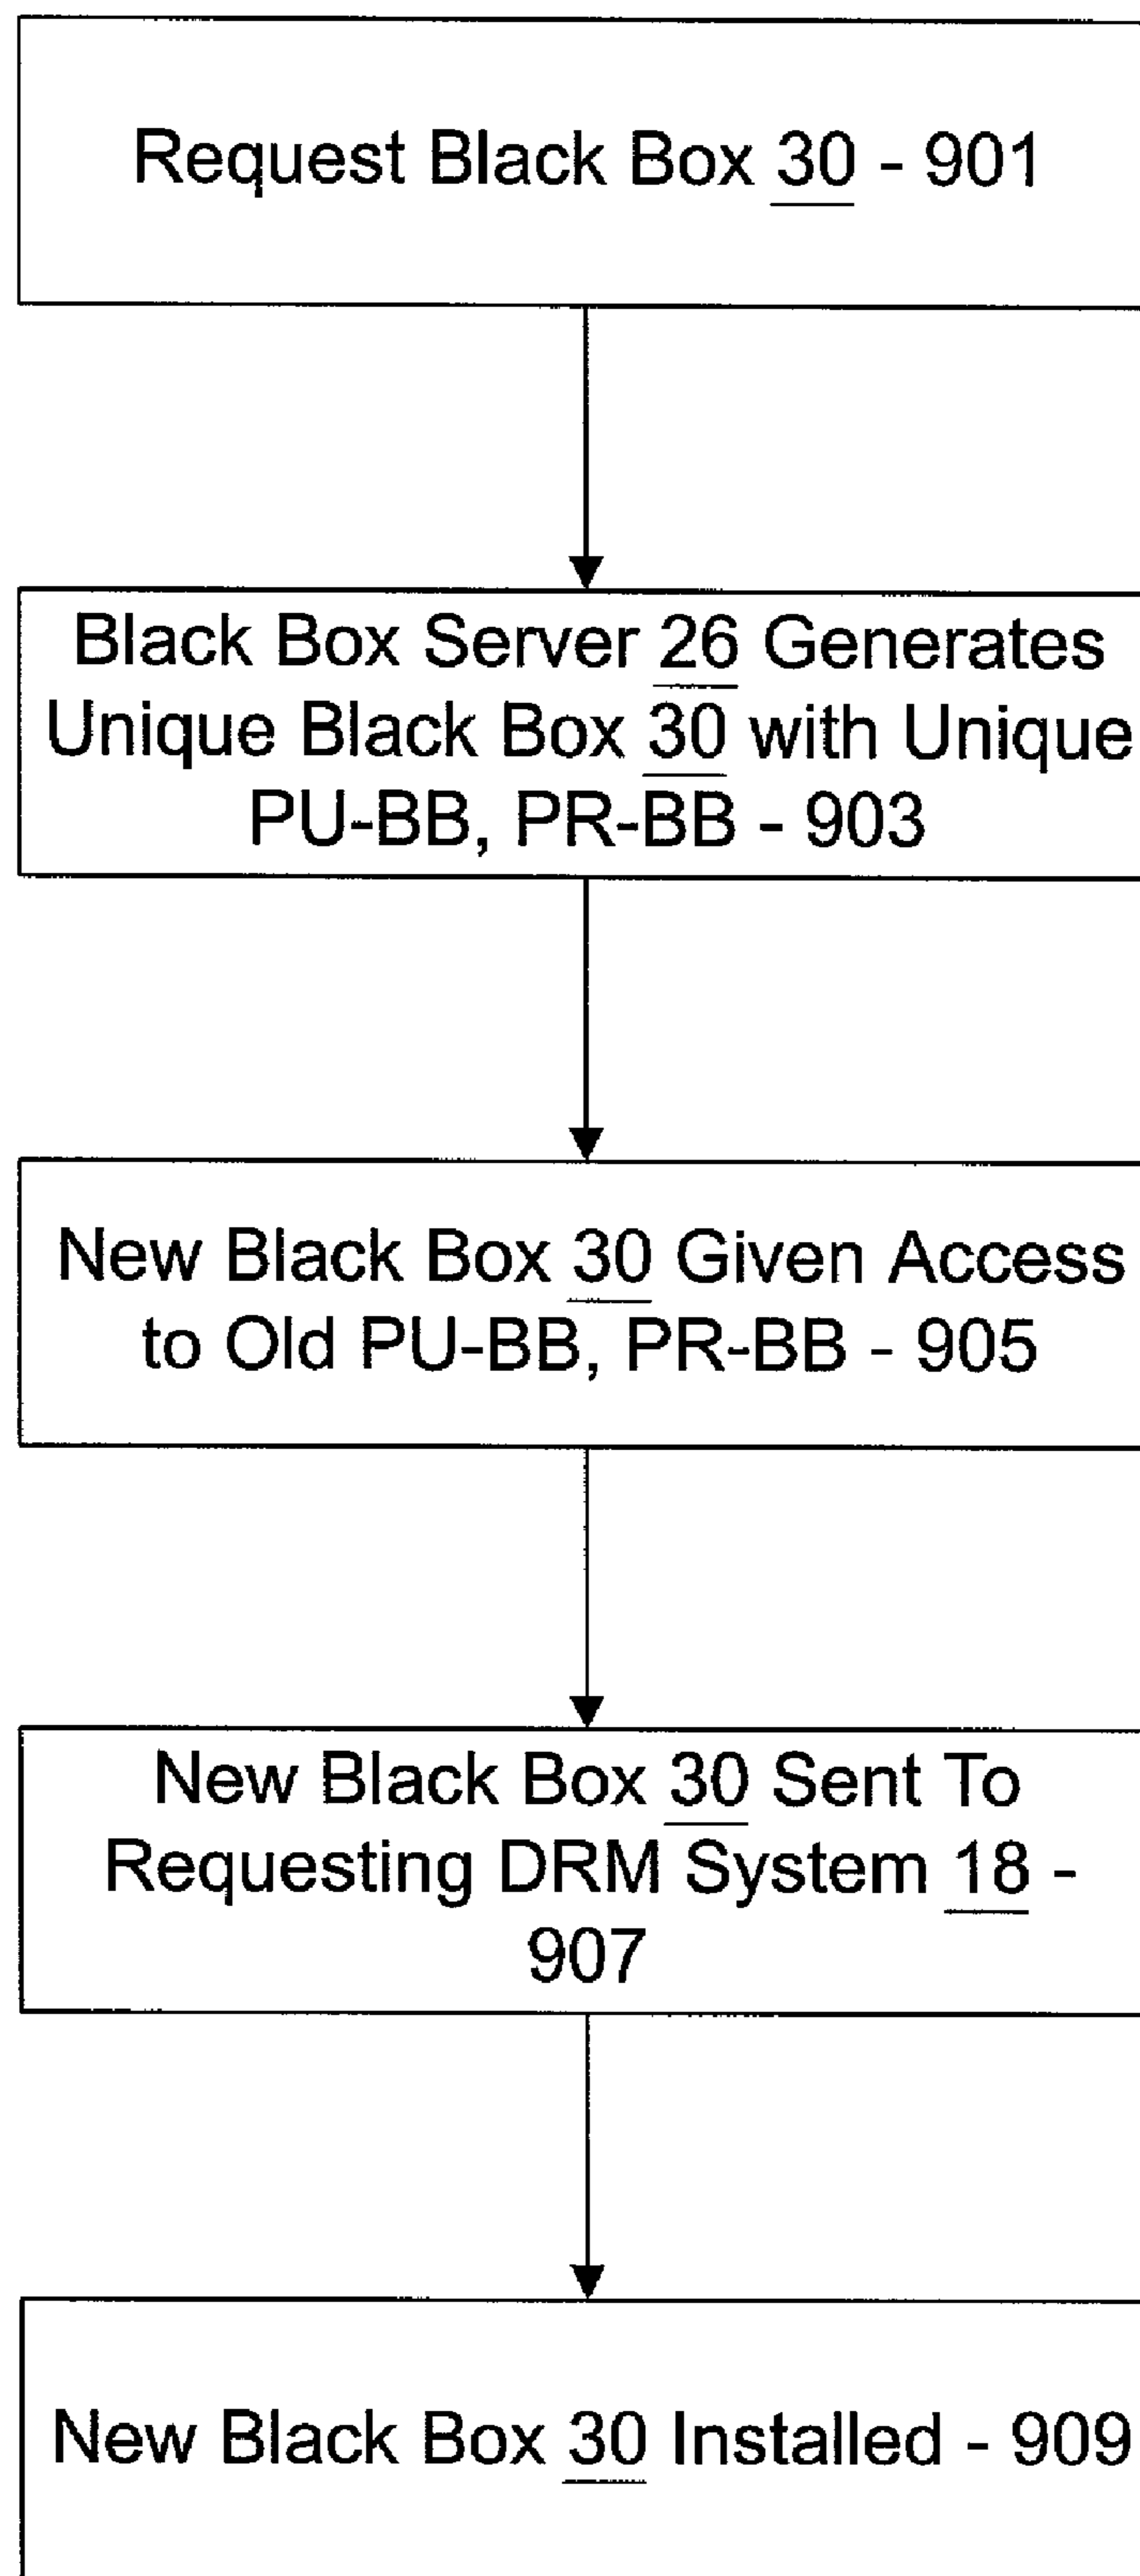 Request Black Box 30 - 901
Black Box Server 26 Generates
Unique Black Box 30 with Unique
PU-BB, PR-BB - 903
New Black Box 30 Given Access
to Old PU-BB, PR-BB - 905
New Black Box 30 Sent To
Requesting DRM System 18 -
907
New Black Box 30 Installed - 909